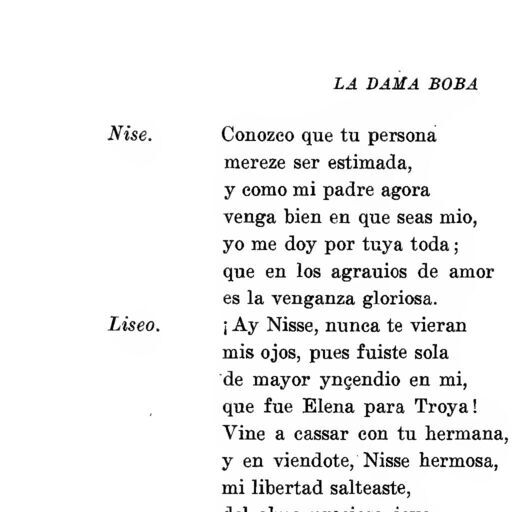 LA DAMA BOBA
Nise. Conozco que tu persona
mereze ser estimada,
y como mi padre agora
venga bien en que seas mio,
yo me doy por tuya toda;
que en los agrauios de amor
es la venganza gloriosa.
Liseo. ¡Ay Nisse, nunca te vieran
mis ojos, pues fuiste sola
de mayor ynçendio en mi,
que fue Elena para Troya!
Vine a cassar con tu hermana,
y en viendote, Nisse hermosa,
mi libertad salteaste,